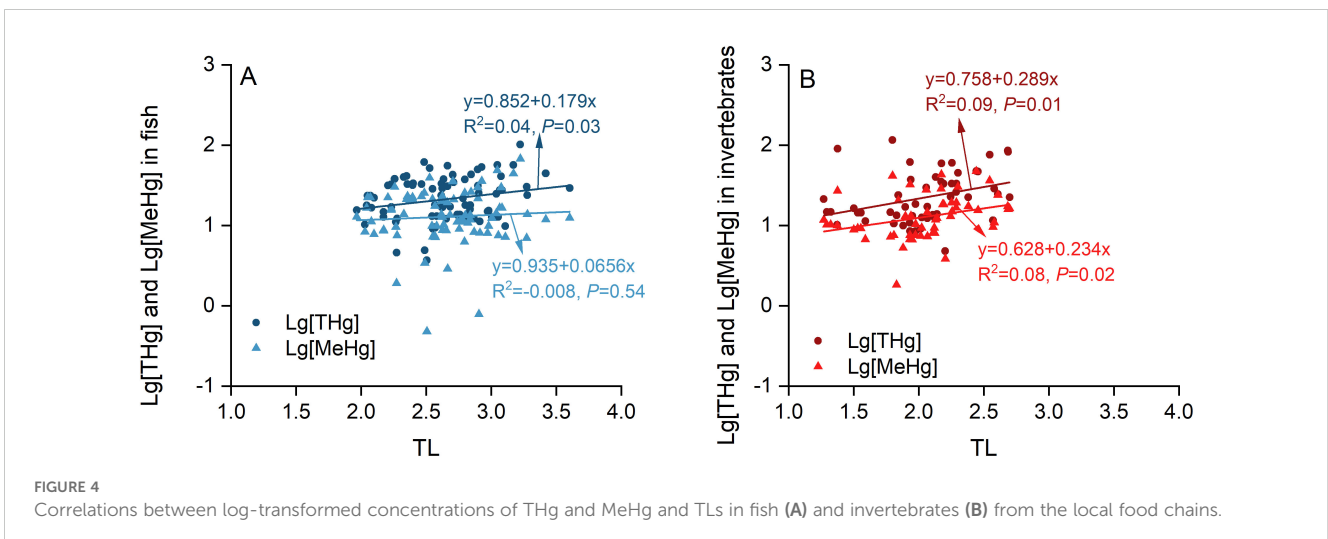 A
Lg[THg] and Lg[MeHg] in fish
3
2
1
0
-1
1.0 1.5 2.0 2.5 3.0 3.5 4.0
TL
y=0.852+0.179x
R²=0.04, P=0.03
y=0.935+0.0656x
R²=-0.008, P=0.54
Lg[THg]
Lg[MeHg]
B
Lg[THg] and Lg[MeHg] in invertebrates
3
2
1
0
-1
1.0 1.5 2.0 2.5 3.0 3.5 4.0
TL
y=0.758+0.289x
R²=0.09, P=0.01
y=0.628+0.234x
R²=0.08, P=0.02
Lg[THg]
Lg[MeHg]
FIGURE 4
Correlations between log-transformed concentrations of THg and MeHg and TLs in fish (A) and invertebrates (B) from the local food chains.